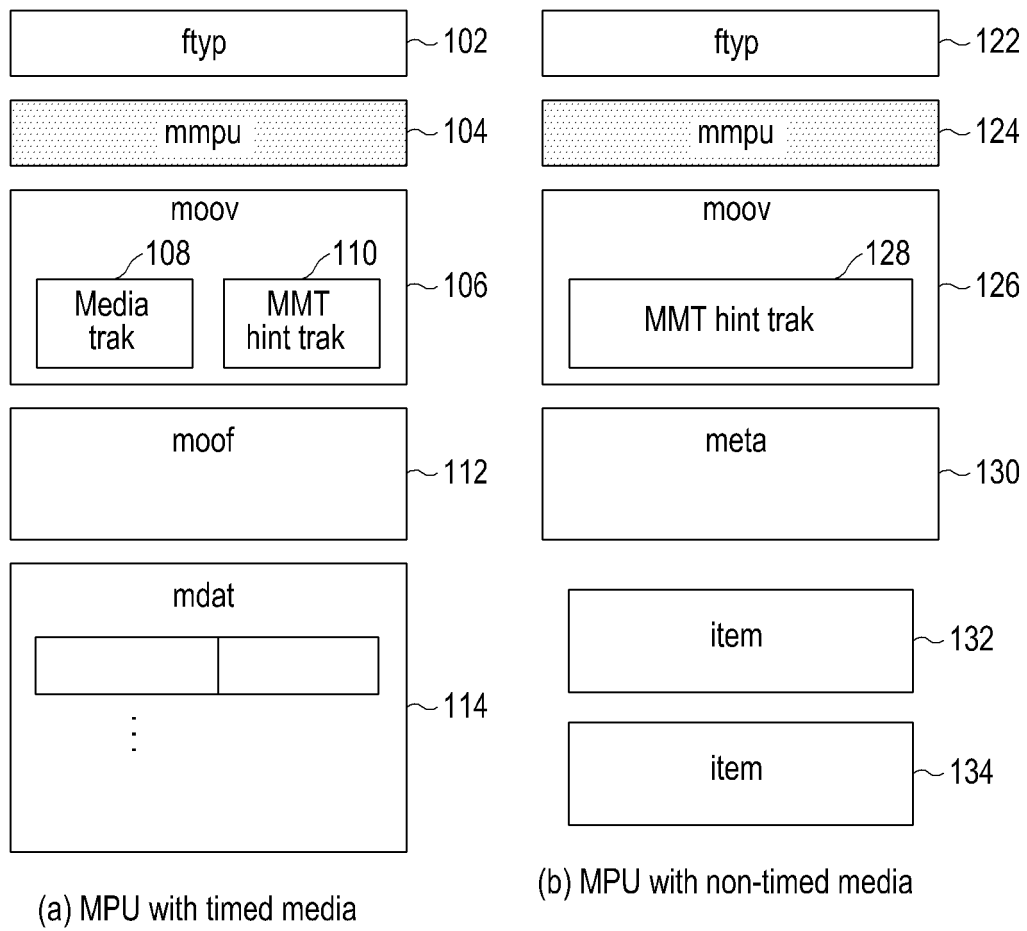 ftyp
102
mmpu
104
moov
108
110
Media
trak
MMT
hint trak
106
moof
112
mdat
114
(a) MPU with timed media
ftyp
122
mmpu
124
moov
128
MMT hint trak
126
meta
130
item
132
item
134
(b) MPU with non-timed media